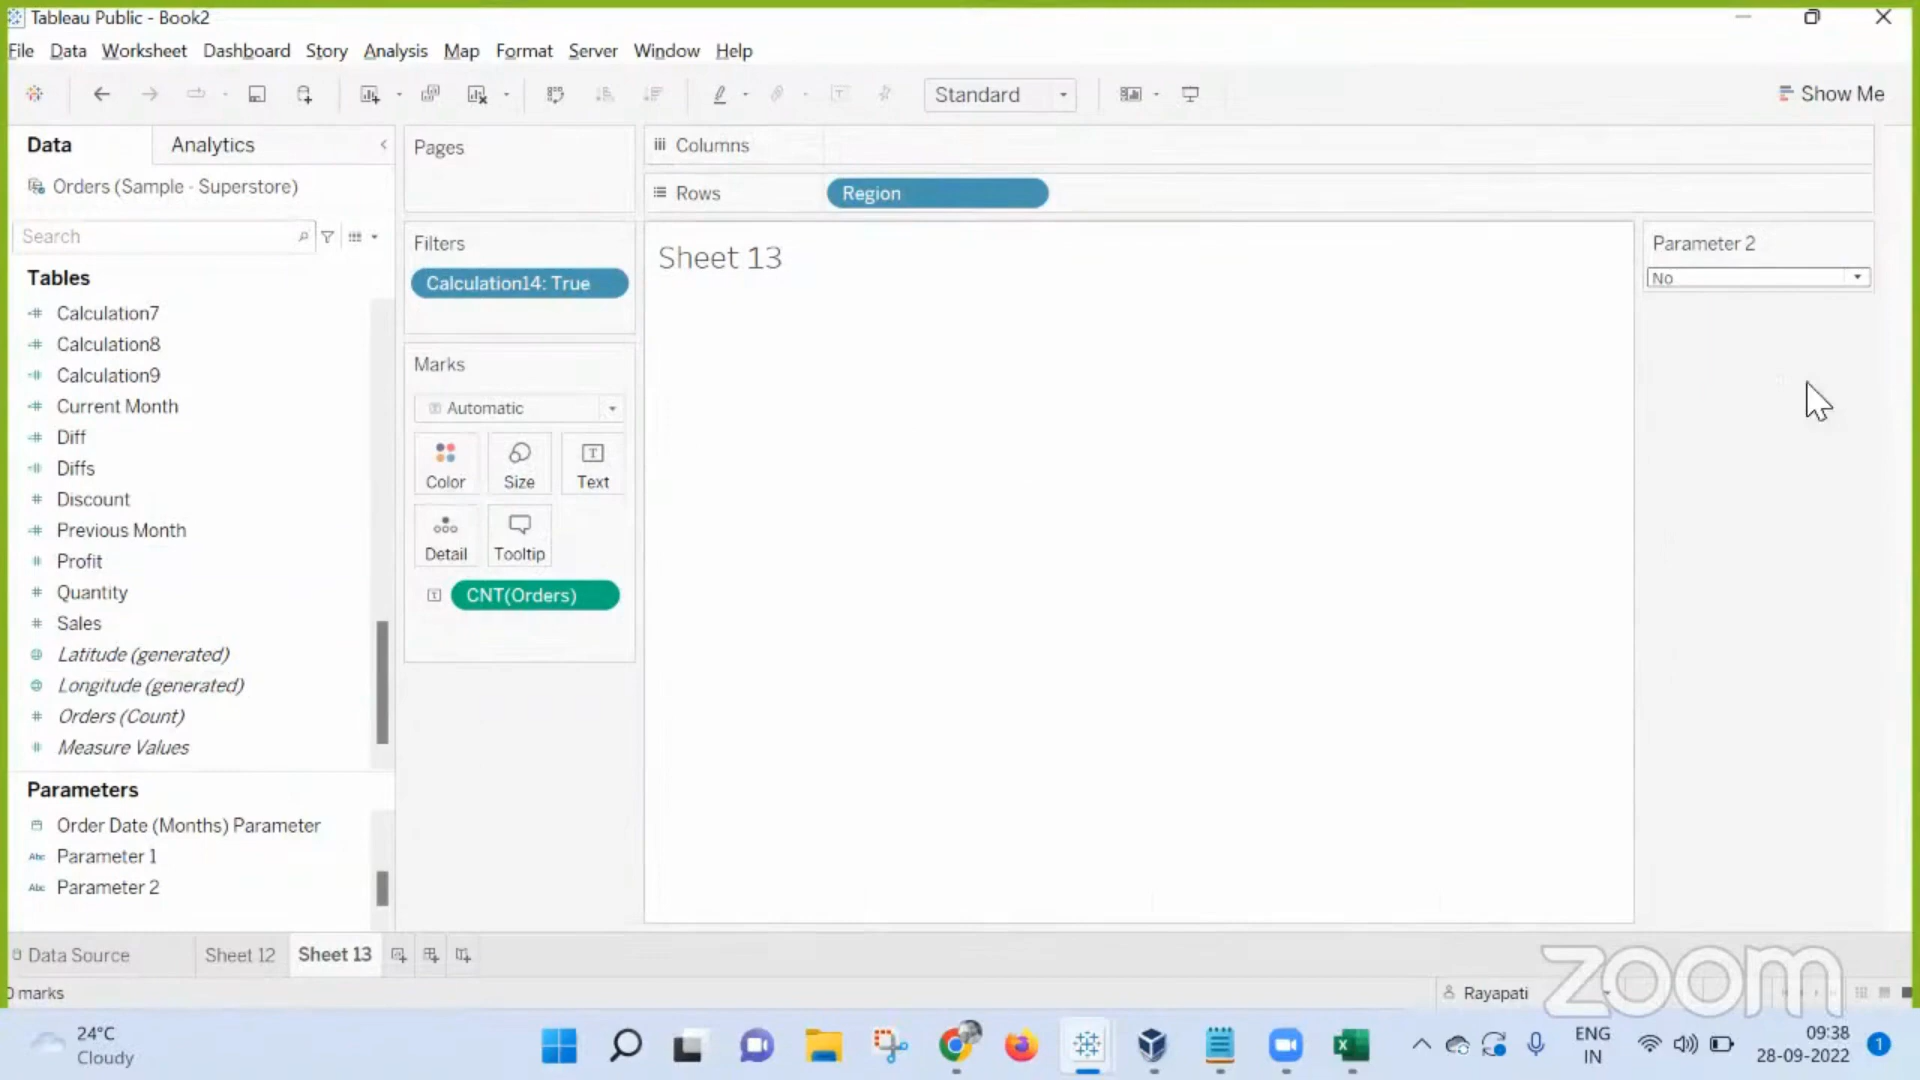 Tableau Public - Book2
File Data Worksheet Dashboard Story Analysis Map Format Server Window Help
Standard
Show Me
Data
Analytics
Pages
Columns
Orders (Sample - Superstore)
Rows
Region
Search
Filters
Sheet 13
Parameter 2
Tables
Calculation14: True
No
Calculation7
Calculation8
Marks
Calculation9
Automatic
Current Month
Diff
Diffs
Color
Size
Text
Discount
Previous Month
Detail
Tooltip
Profit
Quantity
CNT(Orders)
Sales
Latitude (generated)
Longitude (generated)
Orders (Count)
Measure Values
Parameters
Order Date (Months) Parameter
Abc Parameter 1
Abc Parameter 2
Data Source
Sheet 12
Sheet 13
zoom
marks
Rayapati
24°C
Cloudy
ENG
IN
09:38
28-09-2022
1